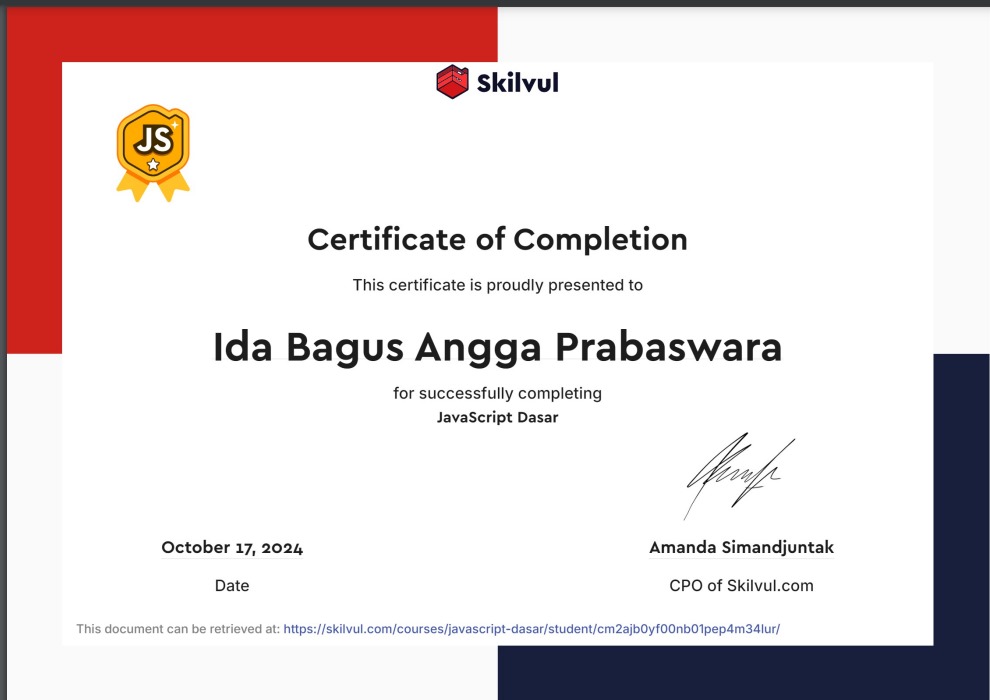 Skilvul
JS
Certificate of Completion
This certificate is proudly presented to
Ida Bagus Angga Prabaswara
for successfully completing
JavaScript Dasar
October 17, 2024
Date
Amanda Simandjuntak
CPO of Skilvul.com
This document can be retrieved at: https://skilvul.com/courses/javascript-dasar/student/cm2ajb0yf00nb01pep4m34lur/